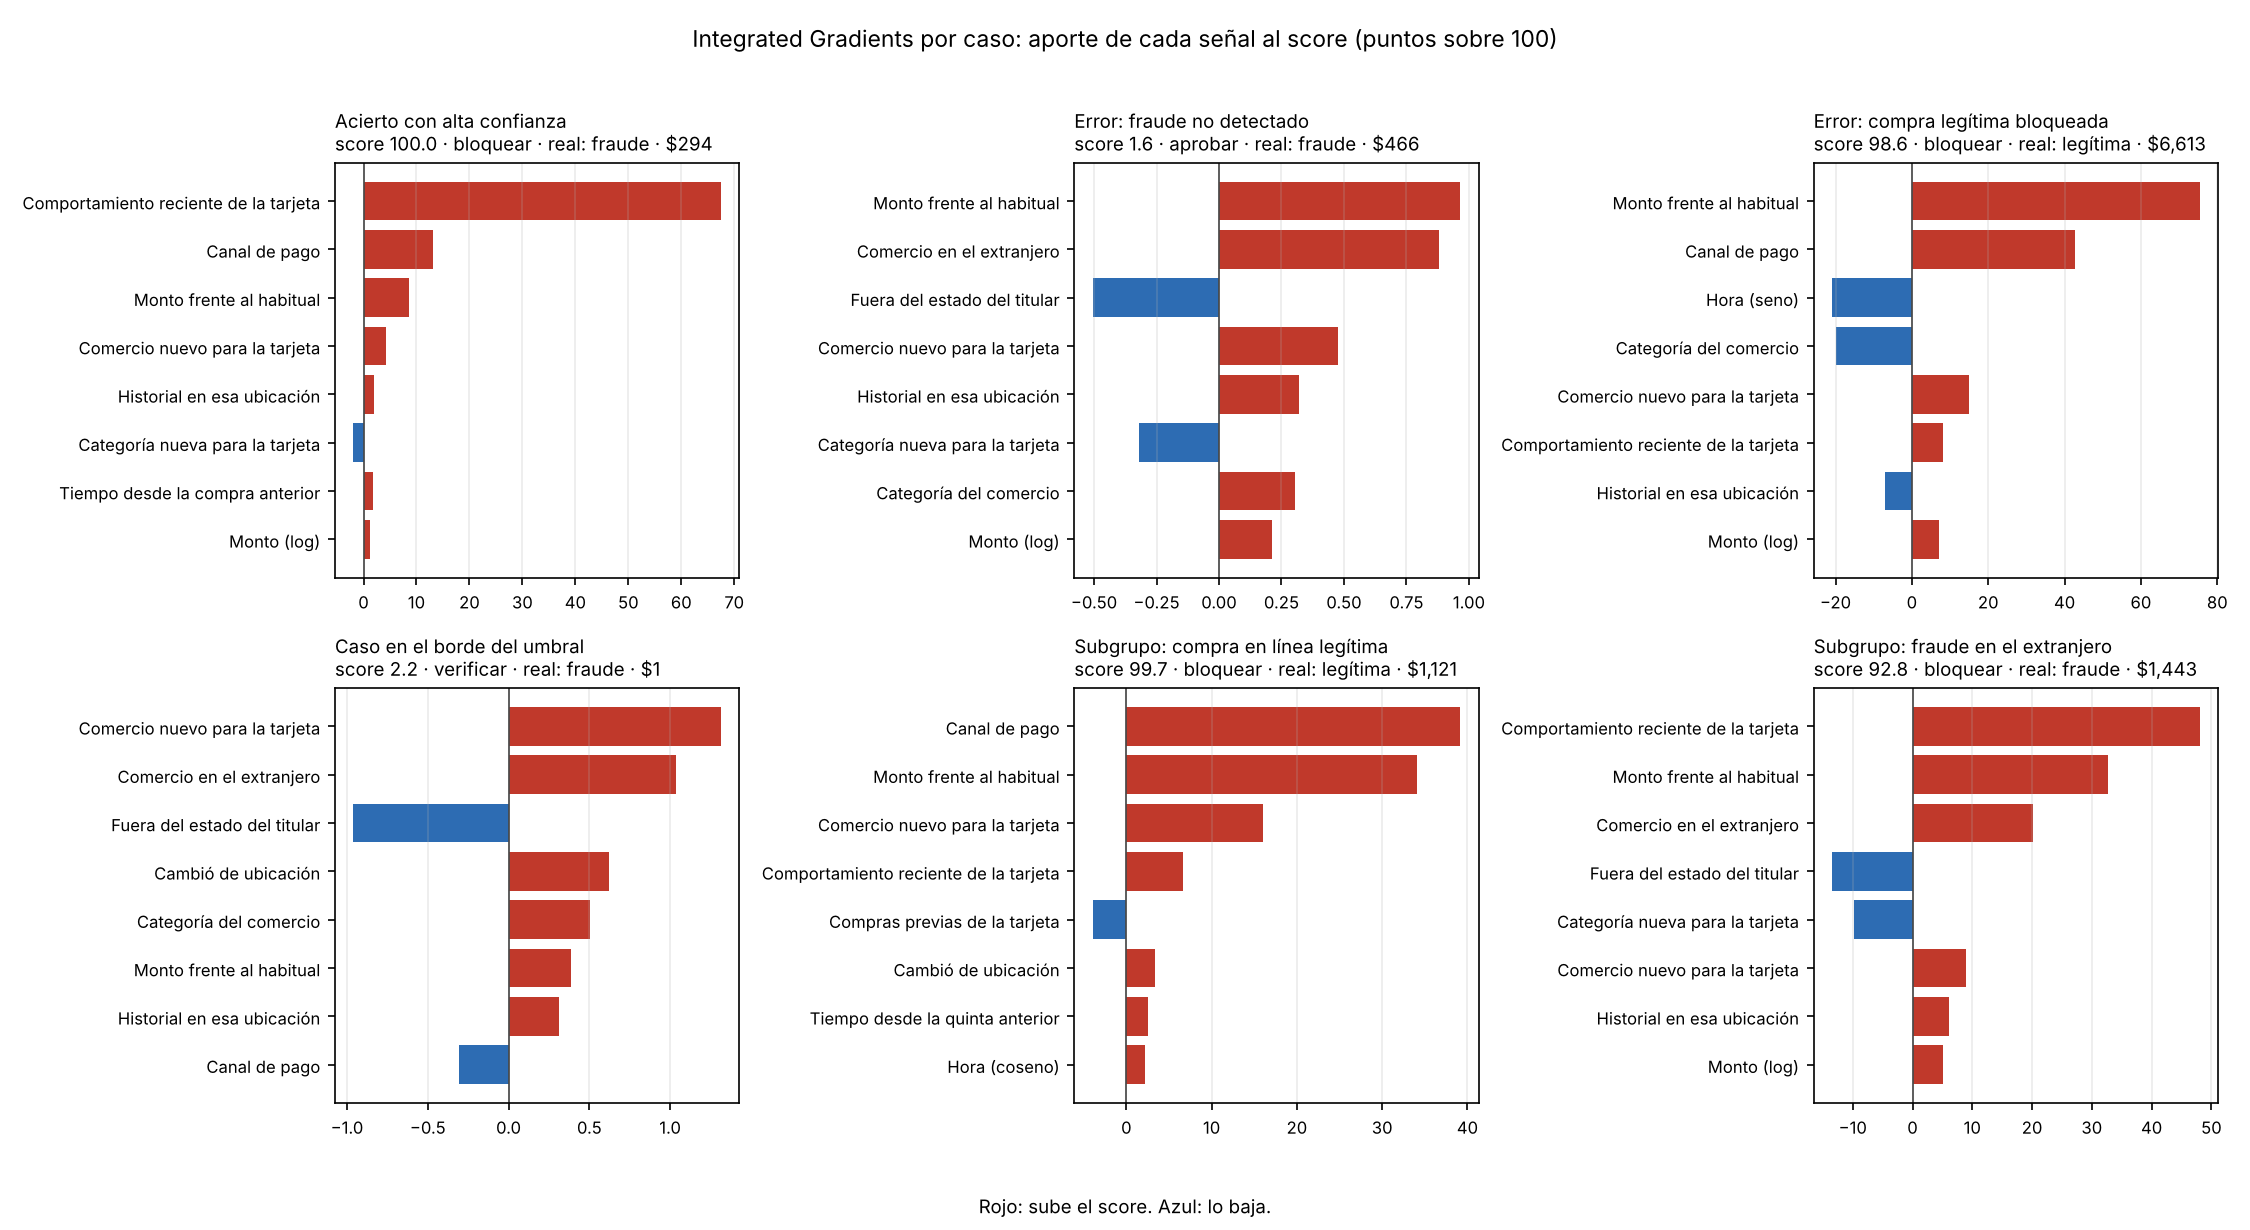 Integrated Gradients por caso: aporte de cada señal al score (puntos sobre 100)
Acierto con alta confianza
score 100.0 · bloquear · real: fraude · $294
Comportamiento reciente de la tarjeta
Canal de pago
Monto frente al habitual
Comercio nuevo para la tarjeta
Historial en esa ubicación
Categoría nueva para la tarjeta
Tiempo desde la compra anterior
Monto (log)
0 10 20 30 40 50 60 70
Error: fraude no detectado
score 1.6 · aprobar · real: fraude · $466
Monto frente al habitual
Comercio en el extranjero
Fuera del estado del titular
Comercio nuevo para la tarjeta
Historial en esa ubicación
Categoría nueva para la tarjeta
Categoría del comercio
Monto (log)
−0.50 −0.25 0.00 0.25 0.50 0.75 1.00
Error: compra legítima bloqueada
score 98.6 · bloquear · real: legítima · $6,613
Monto frente al habitual
Canal de pago
Hora (seno)
Categoría del comercio
Comercio nuevo para la tarjeta
Comportamiento reciente de la tarjeta
Historial en esa ubicación
Monto (log)
−20 0 20 40 60 80
Caso en el borde del umbral
score 2.2 · verificar · real: fraude · $1
Comercio nuevo para la tarjeta
Comercio en el extranjero
Fuera del estado del titular
Cambió de ubicación
Categoría del comercio
Monto frente al habitual
Historial en esa ubicación
Canal de pago
−1.0 −0.5 0.0 0.5 1.0
Subgrupo: compra en línea legítima
score 99.7 · bloquear · real: legítima · $1,121
Canal de pago
Monto frente al habitual
Comercio nuevo para la tarjeta
Comportamiento reciente de la tarjeta
Compras previas de la tarjeta
Cambió de ubicación
Tiempo desde la quinta anterior
Hora (coseno)
0 10 20 30 40
Subgrupo: fraude en el extranjero
score 92.8 · bloquear · real: fraude · $1,443
Comportamiento reciente de la tarjeta
Monto frente al habitual
Comercio en el extranjero
Fuera del estado del titular
Categoría nueva para la tarjeta
Comercio nuevo para la tarjeta
Historial en esa ubicación
Monto (log)
−10 0 10 20 30 40 50
Rojo: sube el score. Azul: lo baja.